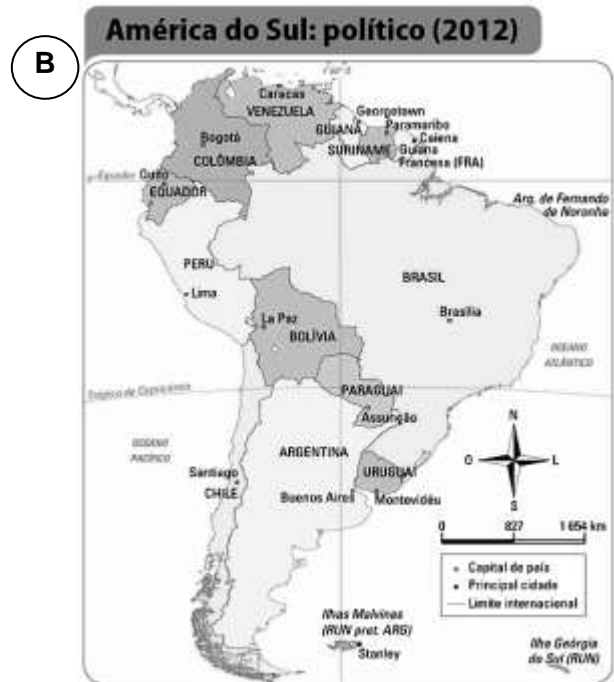 América do Sul: político (2012)
B
Caracas
VENEZUELA
Georgetown
Paramaribo
GUIANA
Caiena
Bogotá
SURINAME
Guiana
Francesa (FRA)
COLÔMBIA
Equador
Quito
EQUADOR
Arq. de Fernando
de Noronha
PERU
BRASIL
Lima
Brasília
La Paz
BOLÍVIA
OCEANO
ATLÂNTICO
PARAGUAI
Trópico de Capricórnio
Assunção
N
OCEANO
PACÍFICO
ARGENTINA
O
L
Santiago
URUGUAI
CHILE
S
Buenos Aires
Montevidéu
0 827 1 654 km
Capital de país
Principal cidade
Limite internacional
Ilhas Malvinas
(RUN pret. ARG)
Stanley
Ilha Geórgia
do Sul (RUN)